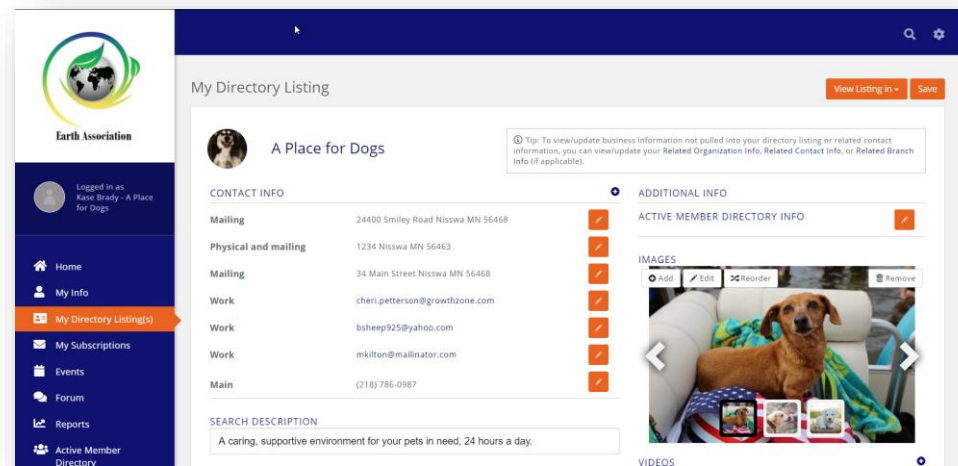 Earth Association
Logged in as
Kase Brady - A Place
for Dogs
Home
My Info
My Directory Listing(s)
My Subscriptions
Events
Forum
Reports
Active Member
Directory
My Directory Listing
View Listing in
Save
A Place for Dogs
Tip: To view/update business information not pulled into your directory listing or related contact
information, you can view/update your Related Organization Info, Related Contact Info, or Related Branch
Info (if applicable).
CONTACT INFO
Mailing 24400 Smiley Road Nisswa MN 56468
Physical and mailing 1234 Nisswa MN 56463
Mailing 34 Main Street Nisswa MN 56468
Work cheri.petterson@growthzone.com
Work bsheep925@yahoo.com
Work mkilton@mailinator.com
Main (218) 786-0987
SEARCH DESCRIPTION
A caring, supportive environment for your pets in need, 24 hours a day.
ADDITIONAL INFO
ACTIVE MEMBER DIRECTORY INFO
IMAGES
Add Edit Reorder Remove
VIDEOS